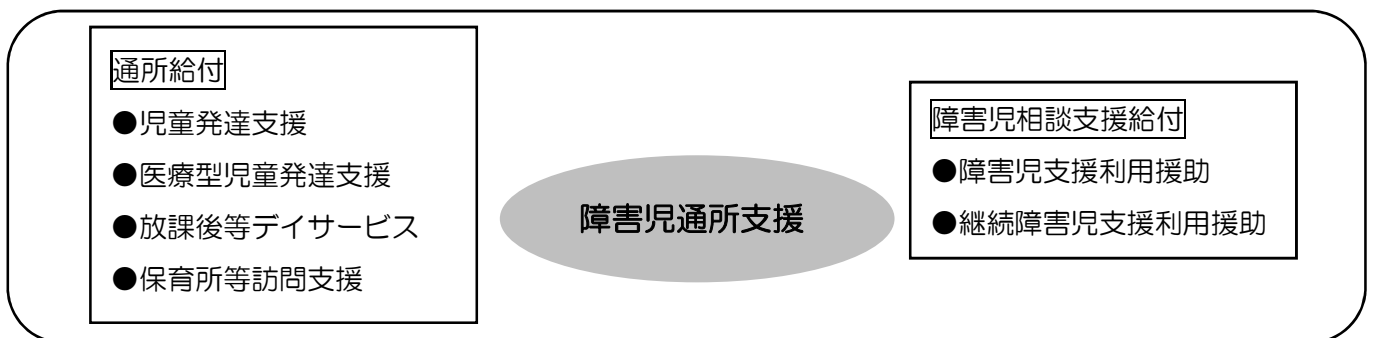 通所給付
●児童発達支援
●医療型児童発達支援
●放課後等デイサービス
●保育所等訪問支援
障害児通所支援
障害児相談支援給付
●障害児支援利用援助
●継続障害児支援利用援助